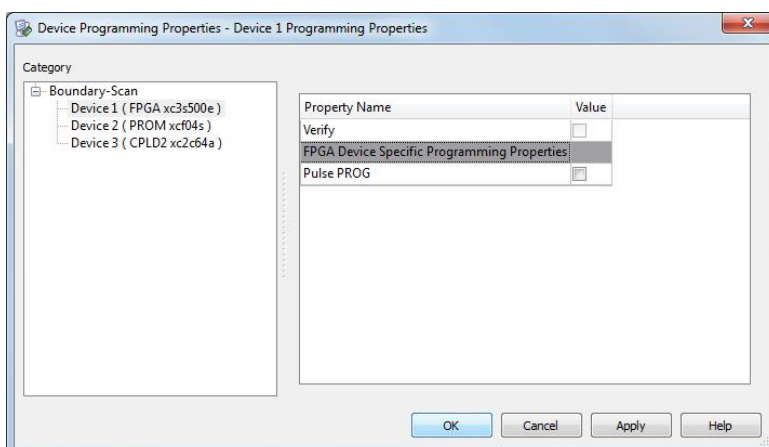 Device Programming Properties - Device 1 Programming Properties
Category
Boundary-Scan
Device 1 ( FPGA xc3s500e )
Device 2 ( PROM xcf04s )
Device 3 ( CPLD2 xc2c64a )
Property Name Value
Verify
FPGA Device Specific Programming Properties
Pulse PROG
OK Cancel Apply Help